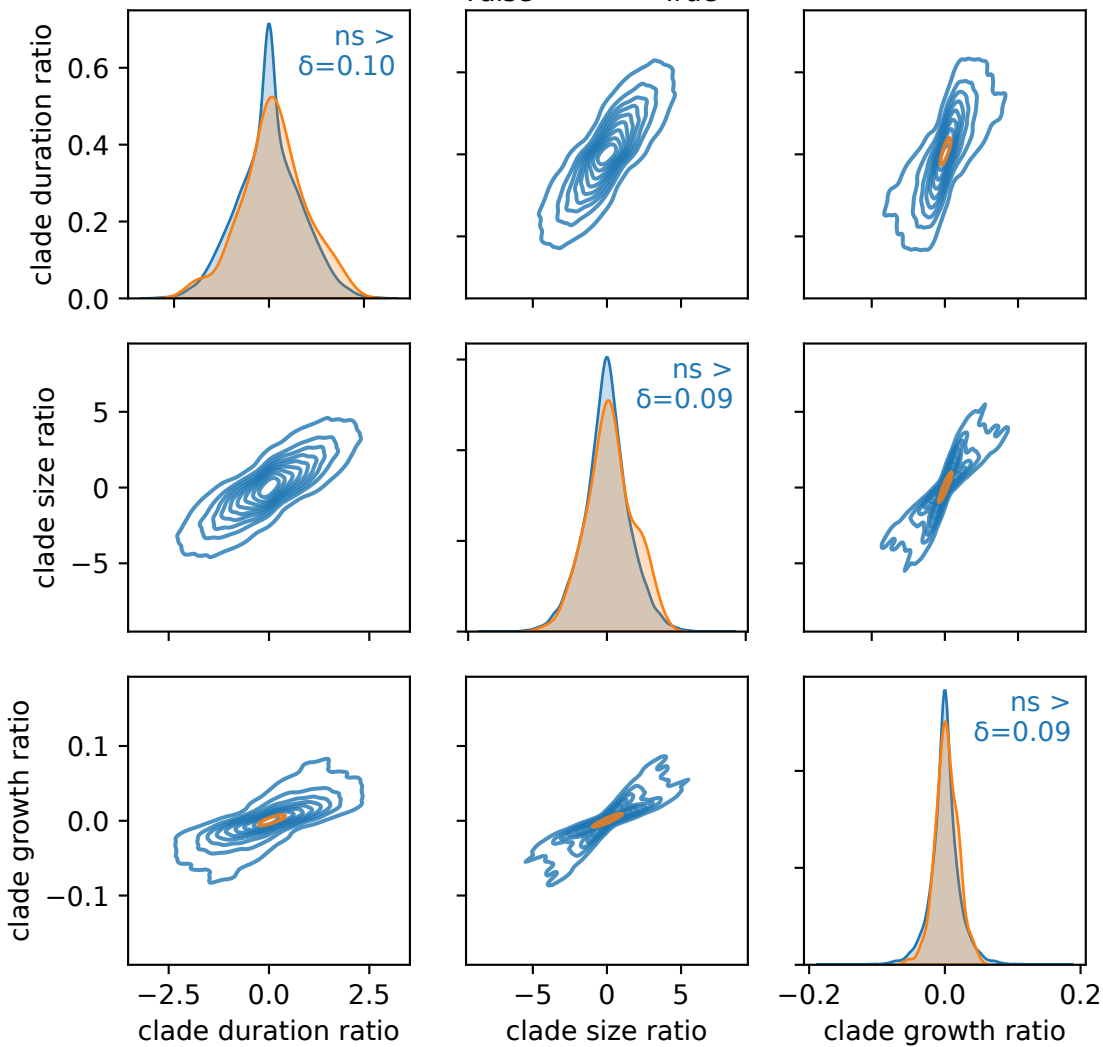 clade duration ratio
0.6
0.4
0.2
0.0
ns >
δ=0.10
clade size ratio
5
0
−5
ns >
δ=0.09
clade growth ratio
0.1
0.0
−0.1
ns >
δ=0.09
−2.5 0.0 2.5
−5 0 5
−0.2 0.0 0.2
clade duration ratio
clade size ratio
clade growth ratio